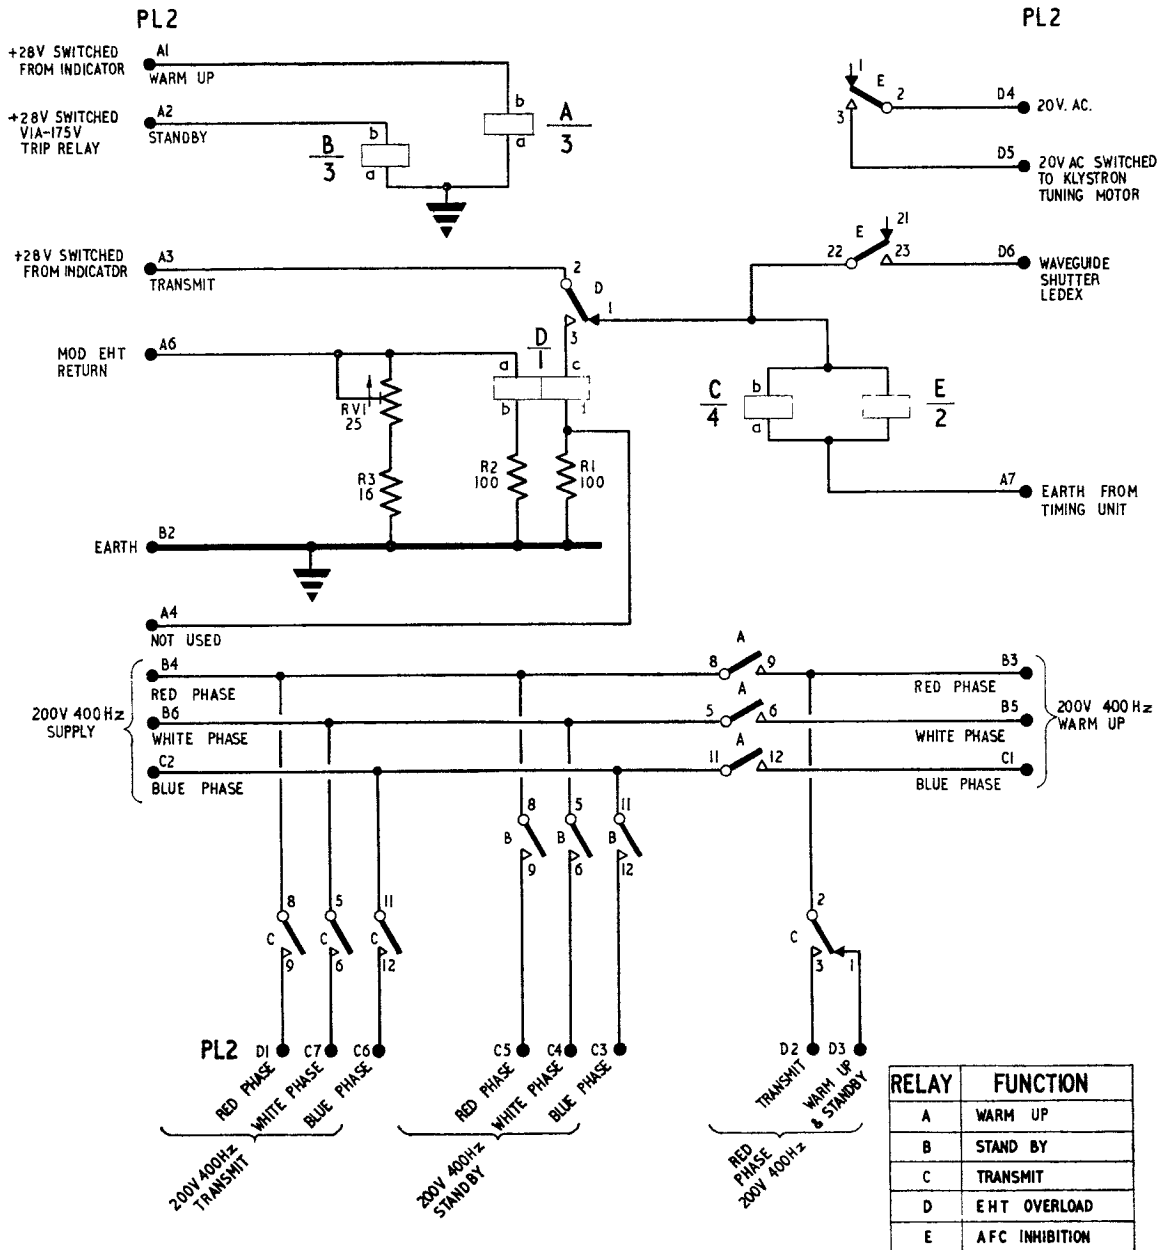 PL2
PL2
+28V SWITCHED
FROM INDICATOR
A1
WARM UP
+28V SWITCHED
VIA-175V
TRIP RELAY
A2
STANDBY
b
B
3
a
b
A
3
a
1
E
2
3
D4
20V. AC.
D5
20V AC SWITCHED
TO KLYSTRON
TUNING MOTOR
+28V SWITCHED
FROM INDICATOR
A3
TRANSMIT
2
D
1
3
21
E
22
23
D6
WAVEGUIDE
SHUTTER
LEDEX
MOD EHT
RETURN
A6
D
1
a
c
b
1
RV1
25
R3
16
R2
100
R1
100
C
4
b
a
E
2
A7
EARTH FROM
TIMING UNIT
EARTH
B2
A4
NOT USED
200V 400Hz
SUPPLY
B4
RED PHASE
B6
WHITE PHASE
C2
BLUE PHASE
A
8
9
A
5
6
A
11
12
B3
RED PHASE
B5
WHITE PHASE
C1
BLUE PHASE
200V 400Hz
WARM UP
8
B
9
5
B
6
11
B
12
8
C
9
5
C
6
11
C
12
2
C
3
1
PL2
D1
C7
C6
C5
C4
C3
D2
D3
RED PHASE
WHITE PHASE
BLUE PHASE
200V 400Hz
TRANSMIT
RED PHASE
WHITE PHASE
BLUE PHASE
200V 400Hz
STANDBY
TRANSMIT
WARM UP
& STANDBY
RED
PHASE
200V 400Hz
RELAY FUNCTION
A WARM UP
B STAND BY
C TRANSMIT
D EHT OVERLOAD
E AFC INHIBITION